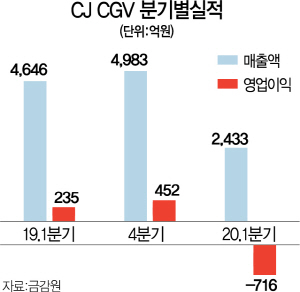 CJ CGV 분기별실적
(단위:억원)
매출액
영업이익
4,646
4,983
2,433
235
452
19.1분기
4분기
20.1분기
-716
자료:금감원